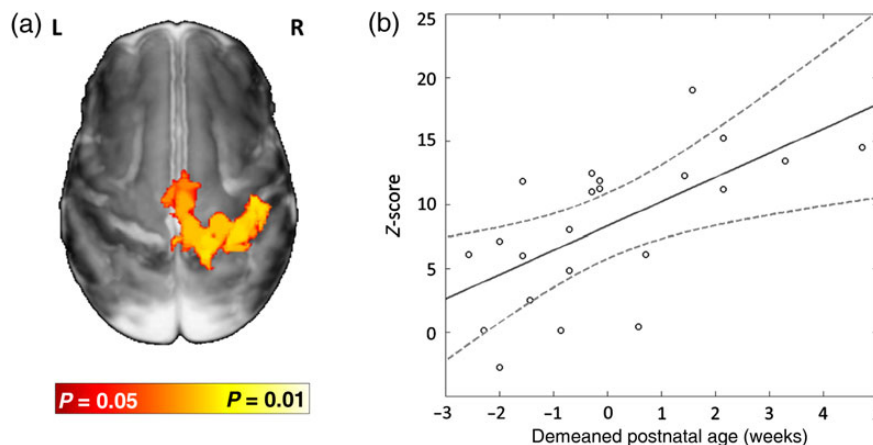 (a) L R
P = 0.05 P = 0.01
(b)
Z-score
25
20
15
10
5
0
−3 −2 −1 0 1 2 3 4 5
Demeaned postnatal age (weeks)